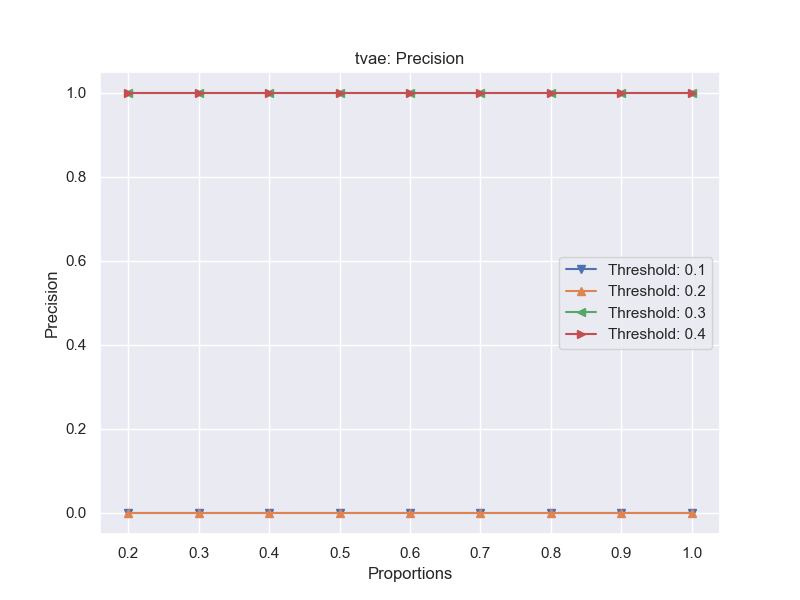 tvae: Precision
1.0
0.8
0.6
0.4
0.2
0.0
Precision
Threshold: 0.1
Threshold: 0.2
Threshold: 0.3
Threshold: 0.4
0.2 0.3 0.4 0.5 0.6 0.7 0.8 0.9 1.0
Proportions